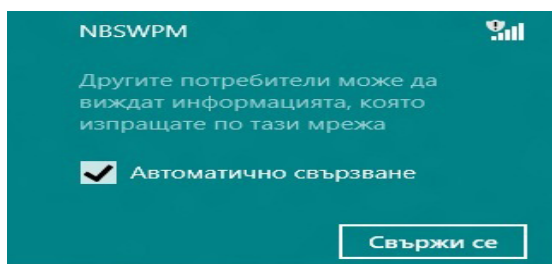 NBSWPM
Другите потребители може да
виждат информацията, която
изпращате по тази мрежа
Автоматично свързване
Свържи се